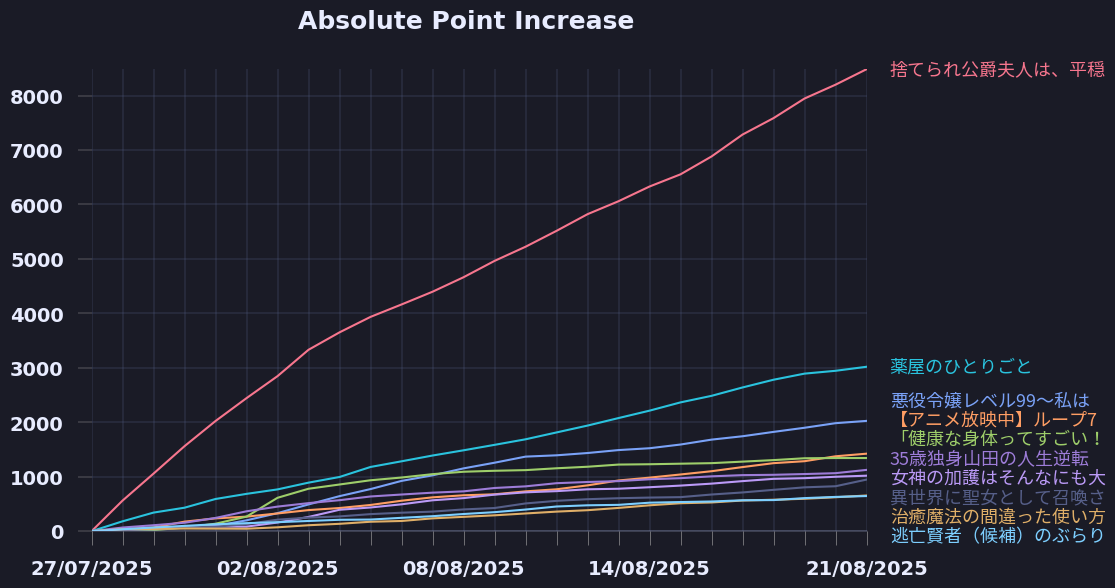 Absolute Point Increase
8000
7000
6000
5000
4000
3000
2000
1000
0
27/07/2025
02/08/2025
08/08/2025
14/08/2025
21/08/2025
捨てられ公爵夫人は、平穏
薬屋のひとりごと
悪役令嬢レベル99～私は
【アニメ放映中】ループ7
「健康な身体ってすごい！
35歳独身山田の人生逆転
女神の加護はそんなにも大
異世界に聖女として召喚さ
治癒魔法の間違った使い方
逃亡賢者（候補）のぶらり